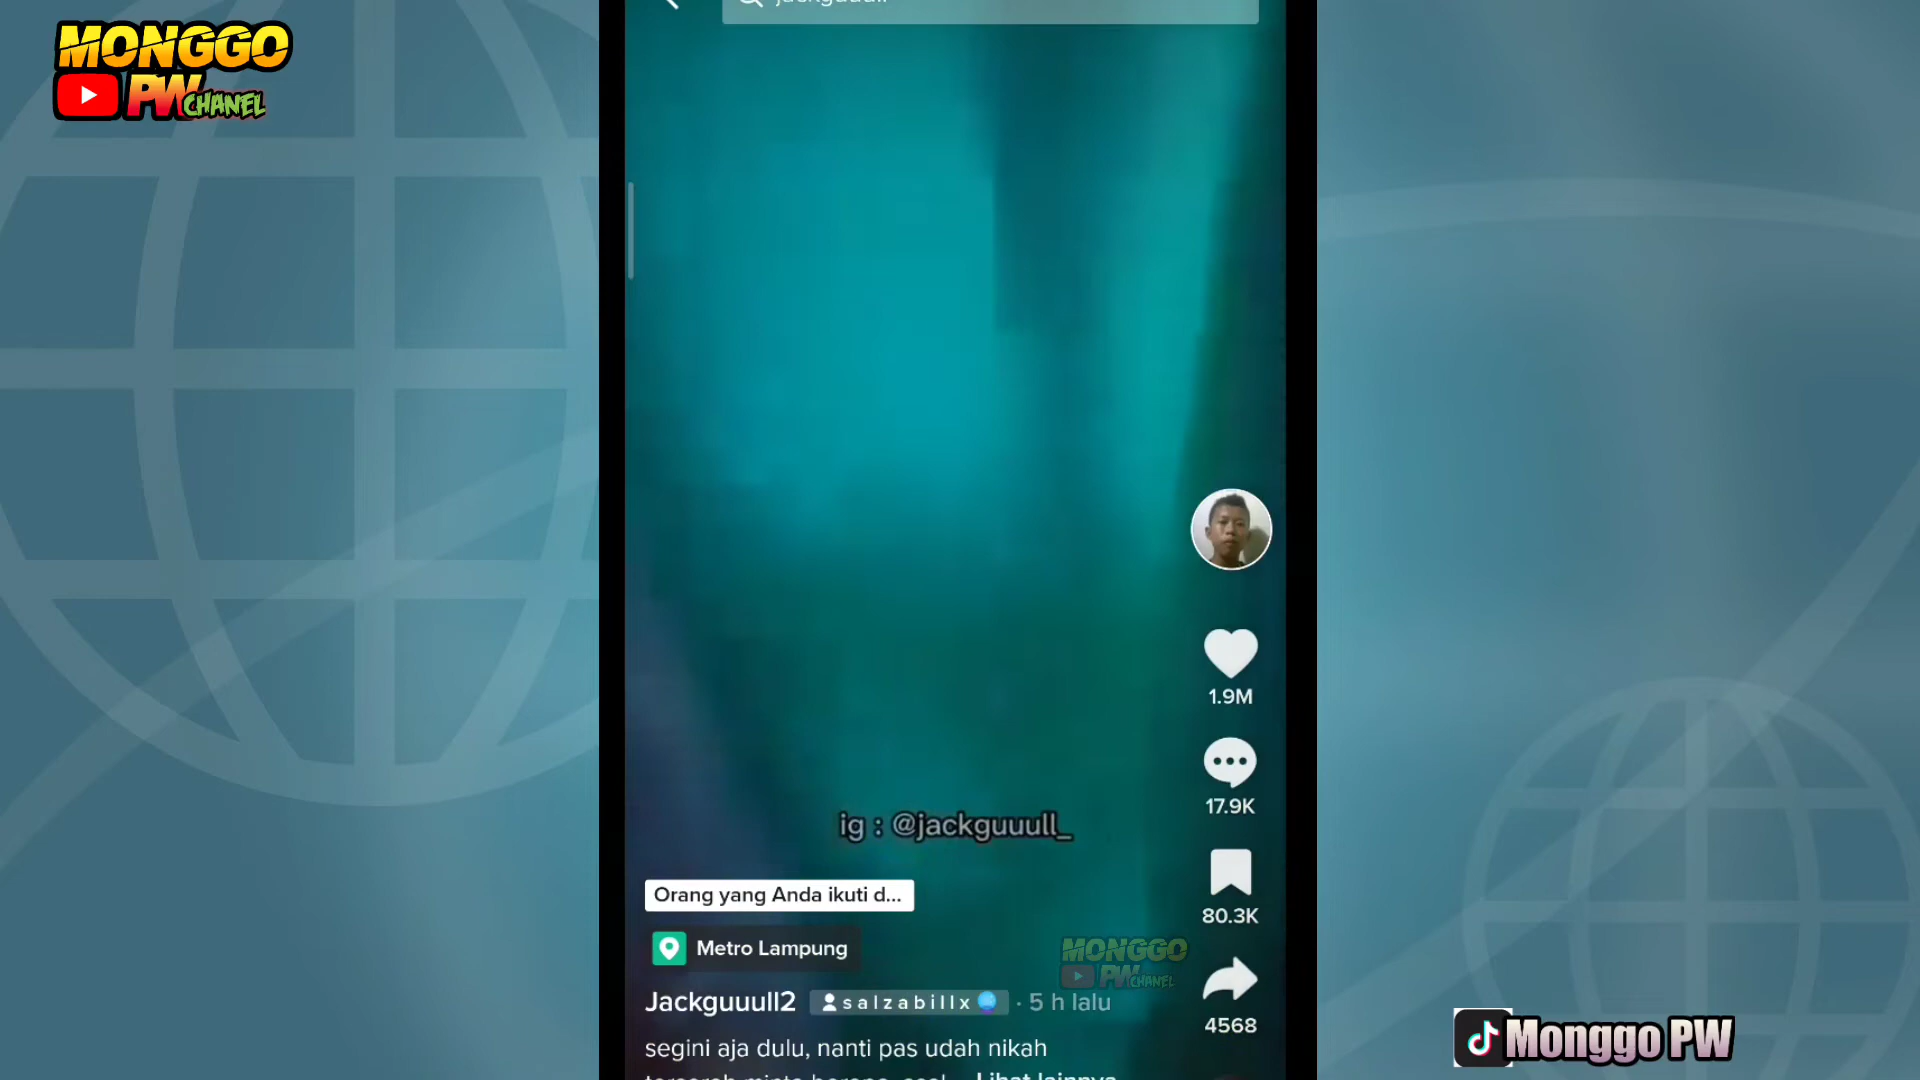 MONGGO
PW CHANEL
ig : @jackguuull_
1.9M
17.9K
80.3K
4568
Orang yang Anda ikuti d...
Metro Lampung
MONGGO
PW CHANEL
Jackguuull2 salzabillx · 5 h lalu
segini aja dulu, nanti pas udah nikah
Monggo PW